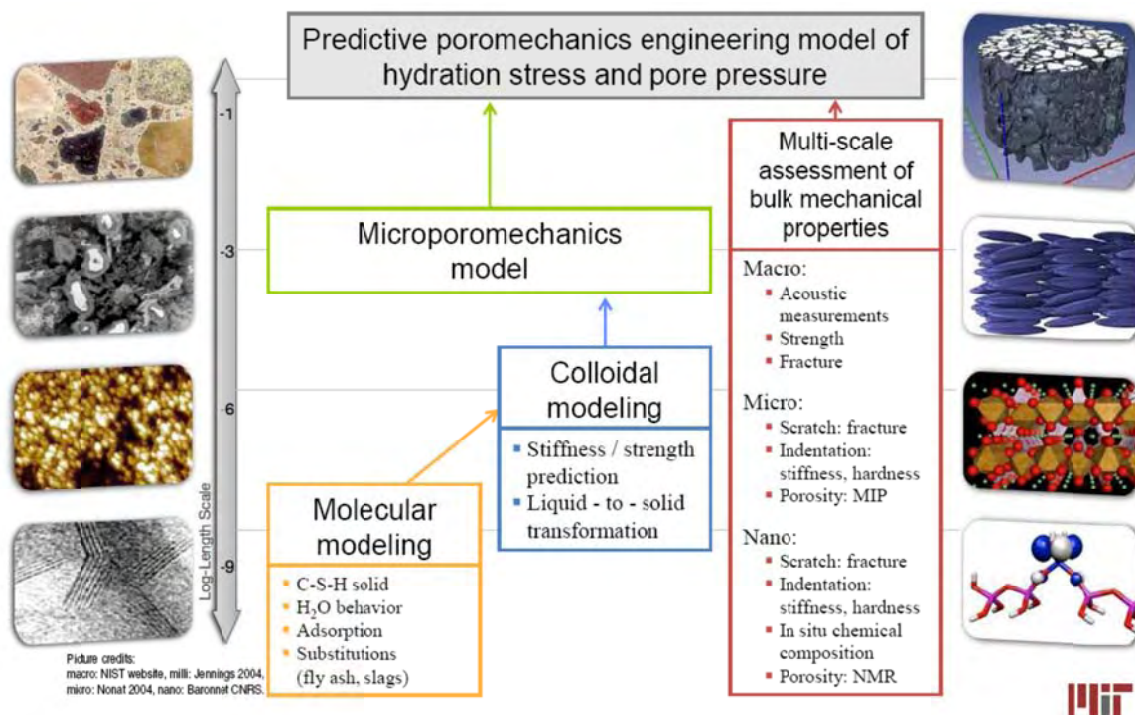 Predictive poromechanics engineering model of
hydration stress and pore pressure
-1
-3
-6
-9
Log-Length Scale
Microporomechanics
model
Colloidal
modeling
▪ Stiffness / strength
prediction
▪ Liquid - to - solid
transformation
Molecular
modeling
▪ C-S-H solid
▪ H₂O behavior
▪ Adsorption
▪ Substitutions
(fly ash, slags)
Multi-scale
assessment of
bulk mechanical
properties
Macro:
▪ Acoustic
measurements
▪ Strength
▪ Fracture
Micro:
▪ Scratch: fracture
▪ Indentation:
stiffness, hardness
▪ Porosity: MIP
Nano:
▪ Scratch: fracture
▪ Indentation:
stiffness, hardness
▪ In situ chemical
composition
▪ Porosity: NMR
Picture credits:
macro: NIST website, milli: Jennings 2004,
mikro: Nonat 2004, nano: Baronnet CNRS.
MIT